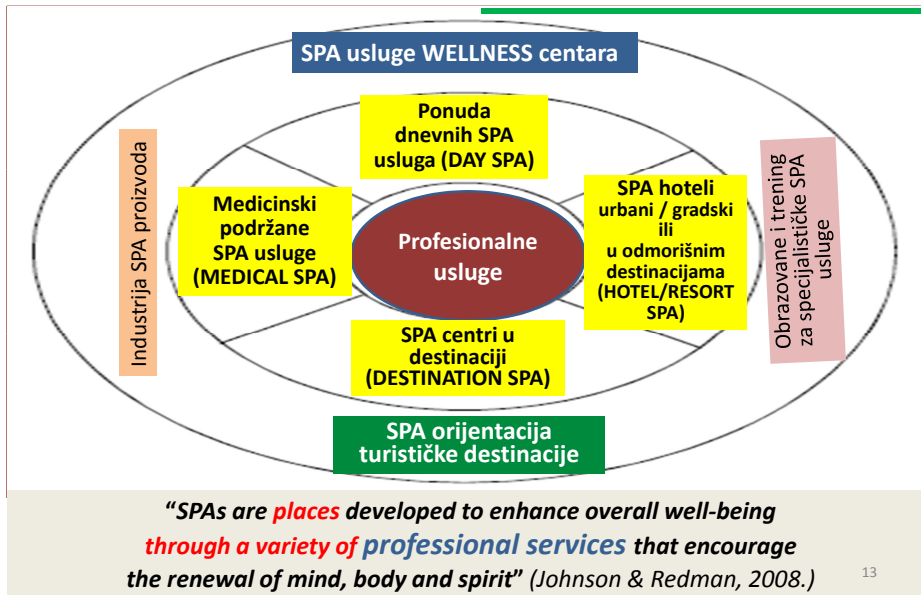 SPA usluge WELLNESS centara
Ponuda
dnevnih SPA
usluga (DAY SPA)
Industrija SPA proizvoda
Medicinski
podržane
SPA usluge
(MEDICAL SPA)
Profesionalne
usluge
SPA hoteli
urbani / gradski
ili
u odmorišnim
destinacijama
(HOTEL/RESORT
SPA)
Obrazovane i trening
za specijalističke SPA
usluge
SPA centri u
destinaciji
(DESTINATION SPA)
SPA orijentacija
turističke destinacije
“SPAs are places developed to enhance overall well-being
through a variety of professional services that encourage
the renewal of mind, body and spirit” (Johnson & Redman, 2008.)
13